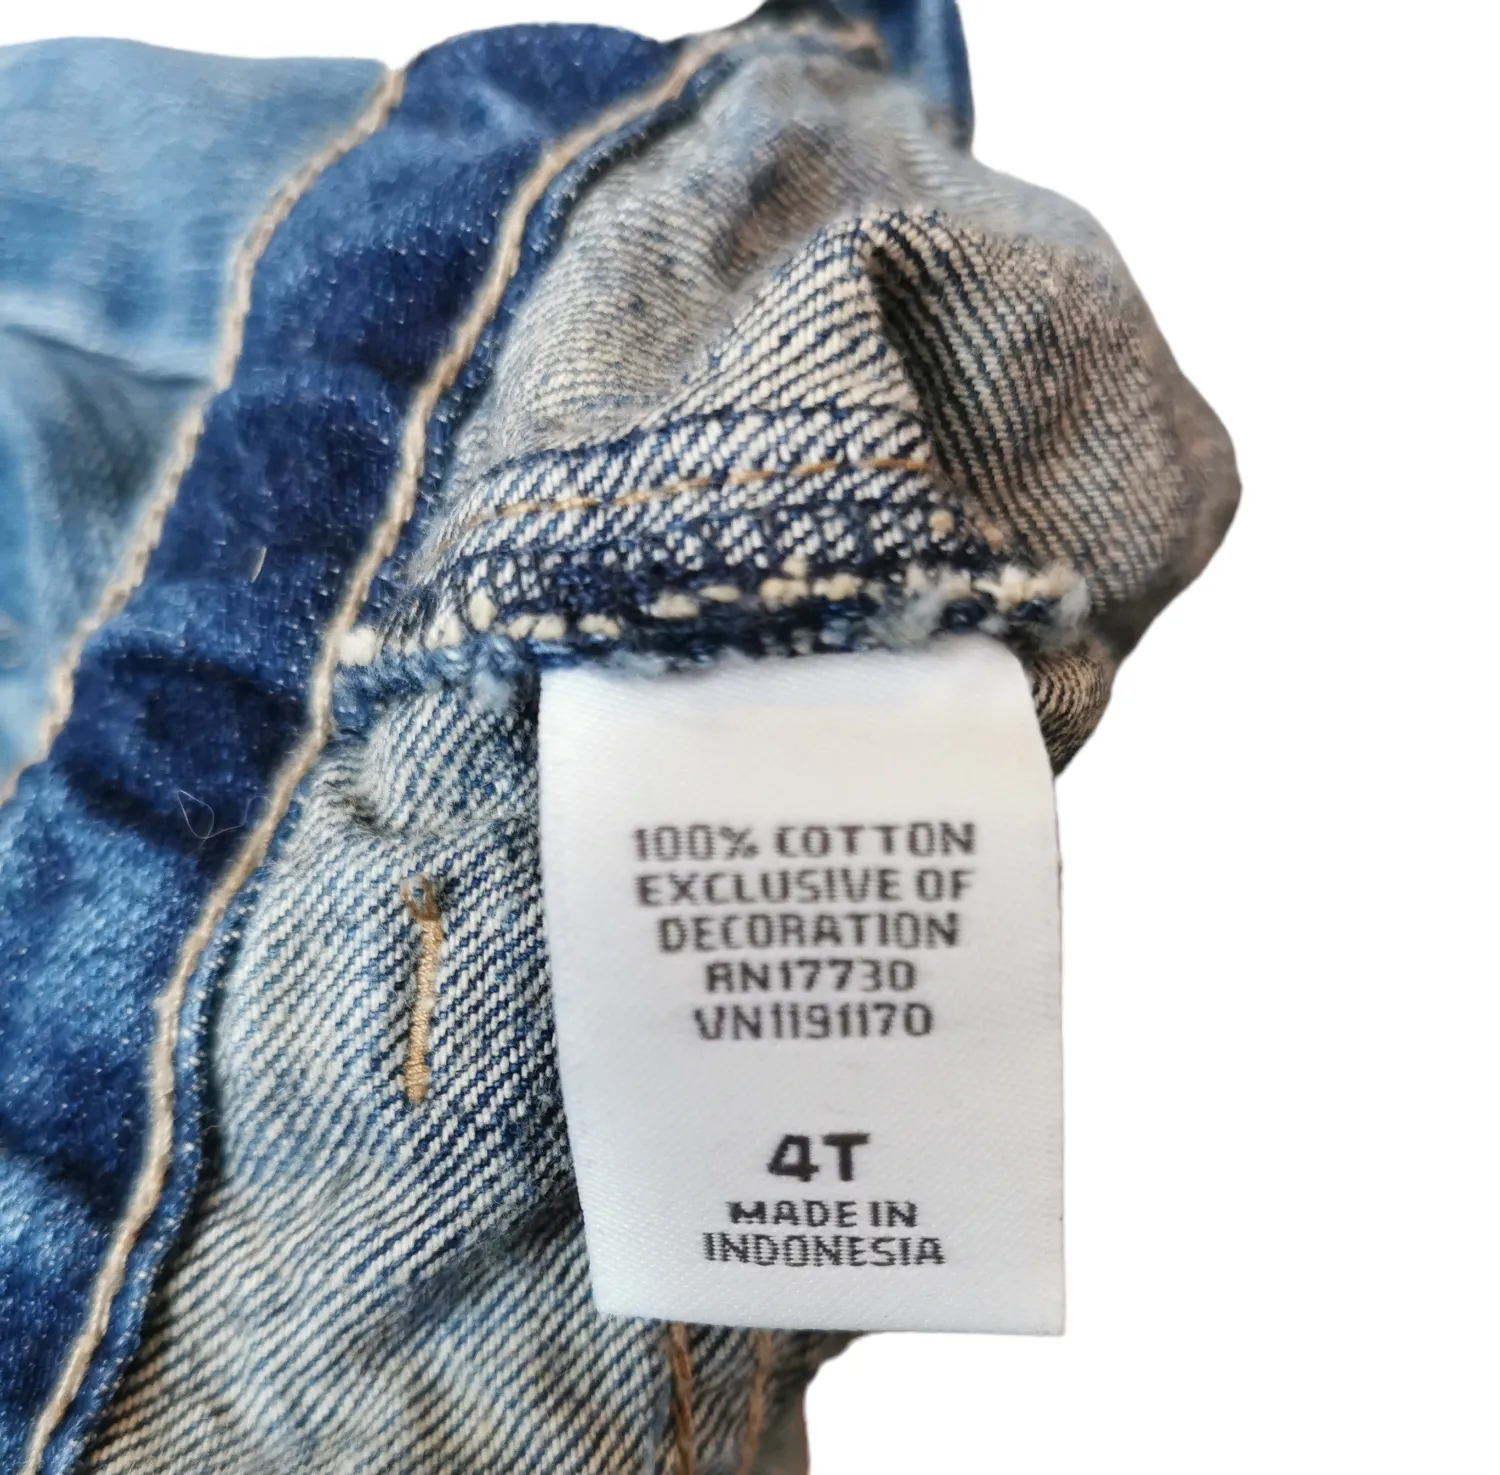 100% COTTON
EXCLUSIVE OF
DECORATION
RN17730
VN1191170
4T
MADE IN
INDONESIA